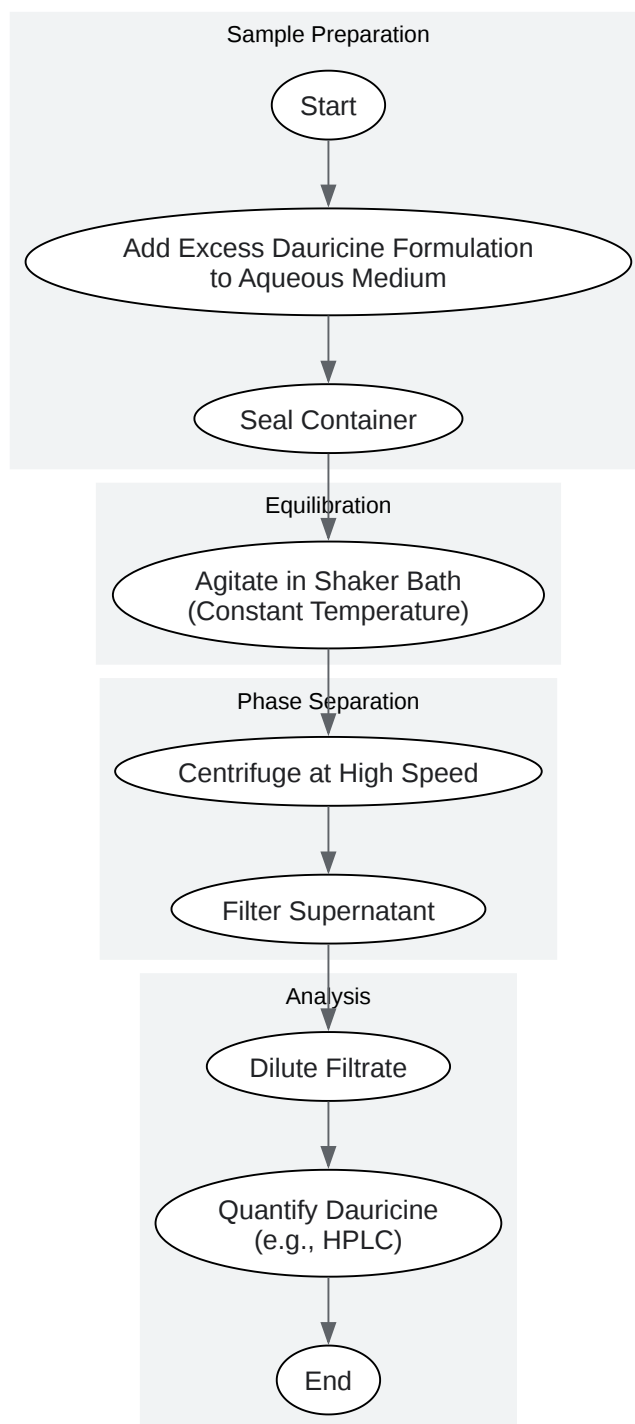 Sample Preparation
Start
Add Excess Dauricine Formulation
to Aqueous Medium
Seal Container
Equilibration
Agitate in Shaker Bath
(Constant Temperature)
Phase Separation
Centrifuge at High Speed
Filter Supernatant
Analysis
Dilute Filtrate
Quantify Dauricine
(e.g., HPLC)
End